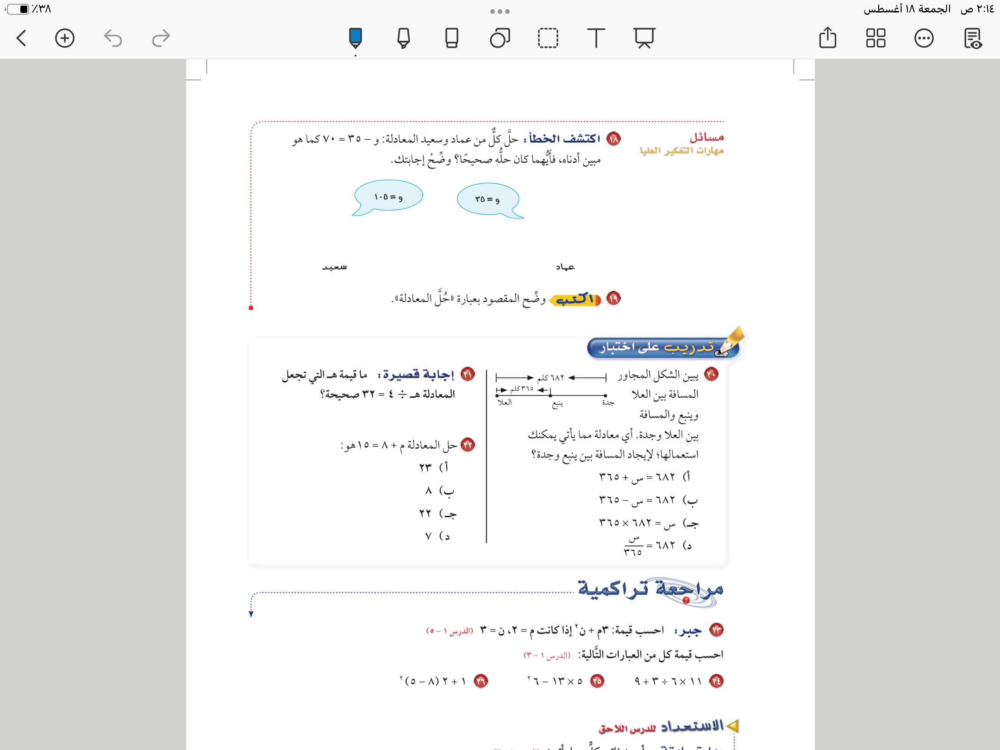 ٢:١٤ ص الجمعة ١٨ أغسطس
٪٣٨
مسائل
مهارات التفكير العليا
١٨ اكتشف الخطأ: حلَّ كلٌّ من عماد وسعيد المعادلة: و – ٣٥ = ٧٠ كما هو
مبين أدناه، فأيُّهما كان حلُّه صحيحًا؟ وضِّحْ إجابتك.
و = ٣٥
و = ١٠٥
عماد
سعيد
١٩ اكتب وضِّح المقصود بعبارة «حُلَّ المعادلة».
تدريب على اختبار
٢٠ يبين الشكل المجاور
المسافة بين العلا
وينبع والمسافة
بين العلا وجدة. أي معادلة مما يأتي يمكنك
استعمالها؛ لإيجاد المسافة بين ينبع وجدة؟
٦٨٢ كلم
٣٦٥ كلم
جدة ينبع العلا
أ) ٦٨٢ = س + ٣٦٥
ب) ٦٨٢ = س – ٣٦٥
جـ) س = ٦٨٢ × ٣٦٥
د) ٦٨٢ = س/٣٦٥
٢١ إجابة قصيرة: ما قيمة هـ التي تجعل
المعادلة هـ ÷ ٤ = ٣٢ صحيحة؟
٢٢ حل المعادلة م + ٨ = ١٥ هو:
أ) ٢٣
ب) ٨
جـ) ٢٢
د) ٧
مراجعة تراكمية
٢٣ جبر: احسب قيمة: ٣م + ن٢ إذا كانت م = ٢، ن = ٣ (الدرس ١ – ٥)
احسب قيمة كل من العبارات التَّالية: (الدرس ١ – ٣)
٢٤ ١١ × ٦ ÷ ٣ + ٩ ٢٥ ٥ × ١٣ – ٦٢ ٢٦ ١ + ٢ (٨ – ٥)٢
الاستعداد للدرس اللاحق